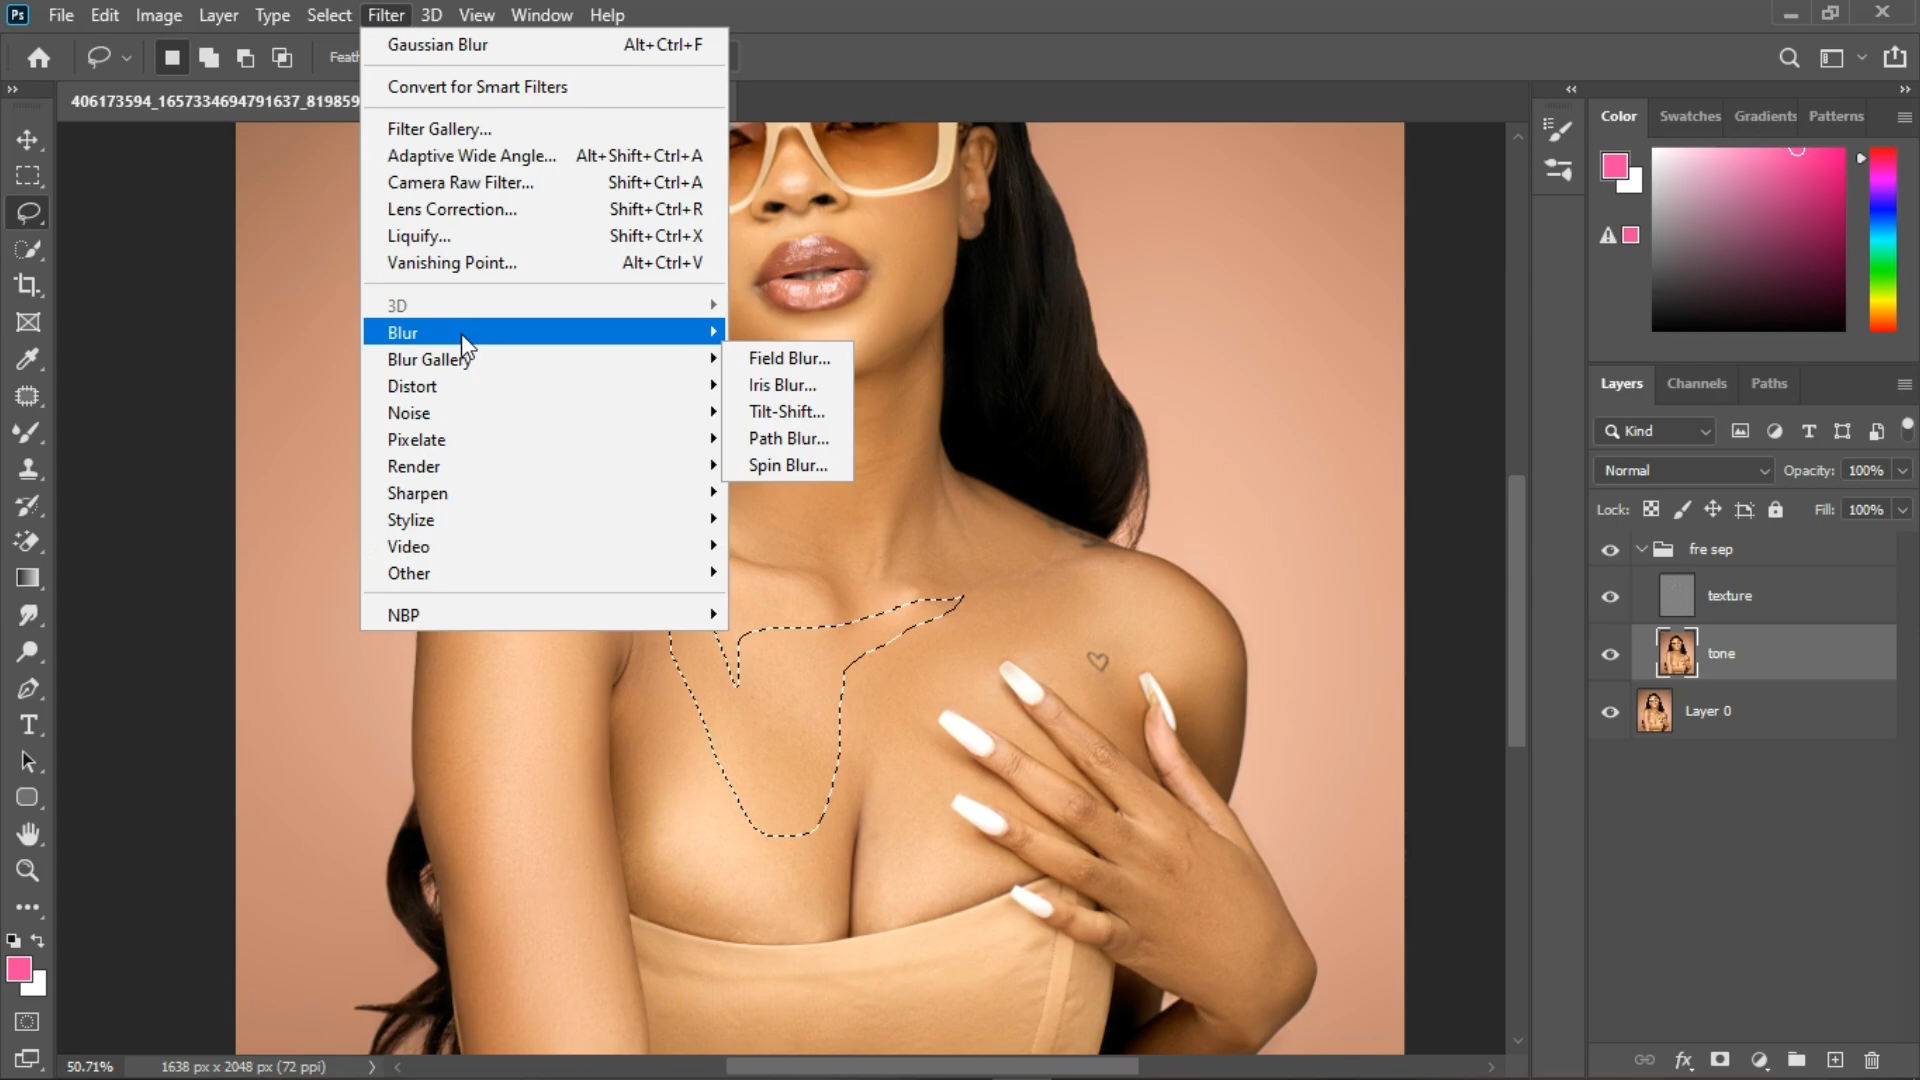 Ps File Edit Image Layer Type Select Filter 3D View Window Help
Gaussian Blur Alt+Ctrl+F
Convert for Smart Filters
406173594_1657334694791637_819859
Filter Gallery...
Adaptive Wide Angle... Alt+Shift+Ctrl+A
Camera Raw Filter... Shift+Ctrl+A
Lens Correction... Shift+Ctrl+R
Liquify... Shift+Ctrl+X
Vanishing Point... Alt+Ctrl+V
3D
Blur
Blur Gallery
Distort
Noise
Pixelate
Render
Sharpen
Stylize
Video
Other
NBP
Field Blur...
Iris Blur...
Tilt-Shift...
Path Blur...
Spin Blur...
Color Swatches Gradients Patterns
Layers Channels Paths
Kind
Normal Opacity: 100%
Lock: Fill: 100%
fre sep
texture
tone
Layer 0
50.71% 1638 px x 2048 px (72 ppi)